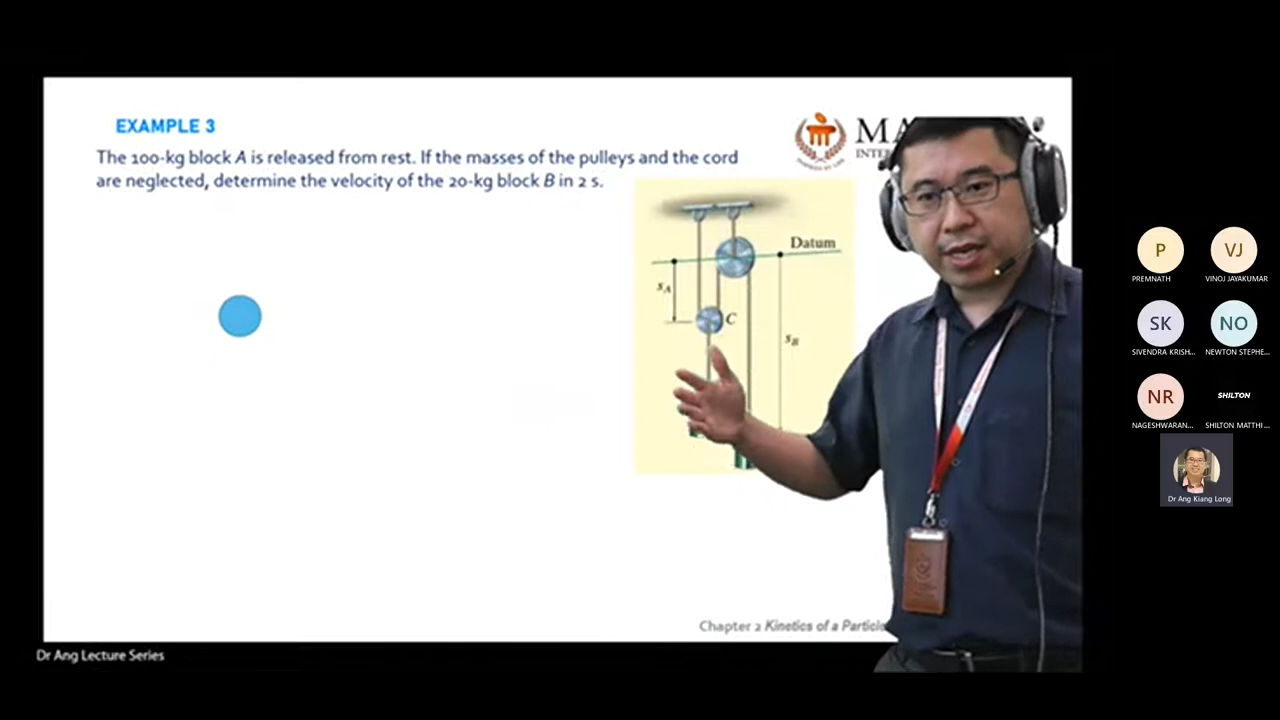 EXAMPLE 3
The 100-kg block A is released from rest. If the masses of the pulleys and the cord
are neglected, determine the velocity of the 20-kg block B in 2 s.
MA
INTE
Datum
sA
C
sB
Chapter 2 Kinetics of a Particle
Dr Ang Lecture Series
P
VJ
PREMNATH
VINOJ JAYAKUMAR
SK
NO
SIVENDRA KRISH...
NEWTON STEPHE...
NR
SHILTON
NAGESHWARAN...
SHILTON MATTHI...
Dr Ang Kiang Long